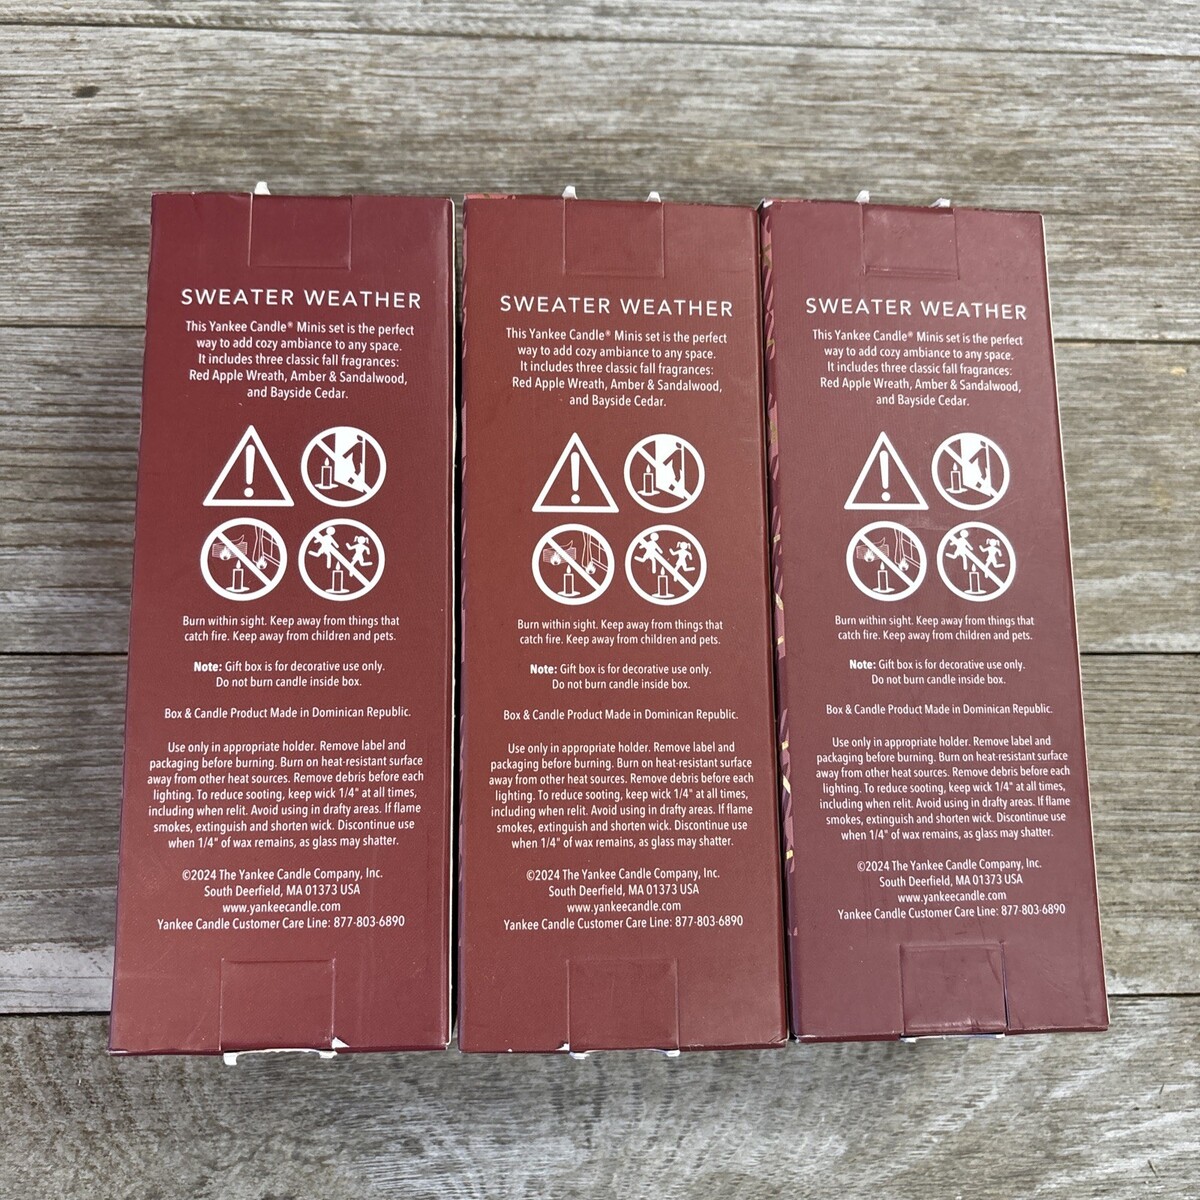 SWEATER WEATHER
This Yankee Candle® Minis set is the perfect
way to add cozy ambiance to any space.
It includes three classic fall fragrances:
Red Apple Wreath, Amber & Sandalwood,
and Bayside Cedar.
Burn within sight. Keep away from things that
catch fire. Keep away from children and pets.
Note: Gift box is for decorative use only.
Do not burn candle inside box.
Box & Candle Product Made in Dominican Republic.
Use only in appropriate holder. Remove label and
packaging before burning. Burn on heat-resistant surface
away from other heat sources. Remove debris before each
lighting. To reduce sooting, keep wick 1/4" at all times,
including when relit. Avoid using in drafty areas. If flame
smokes, extinguish and shorten wick. Discontinue use
when 1/4" of wax remains, as glass may shatter.
©2024 The Yankee Candle Company, Inc.
South Deerfield, MA 01373 USA
www.yankeecandle.com
Yankee Candle Customer Care Line: 877-803-6890
SWEATER WEATHER
This Yankee Candle® Minis set is the perfect
way to add cozy ambiance to any space.
It includes three classic fall fragrances:
Red Apple Wreath, Amber & Sandalwood,
and Bayside Cedar.
Burn within sight. Keep away from things that
catch fire. Keep away from children and pets.
Note: Gift box is for decorative use only.
Do not burn candle inside box.
Box & Candle Product Made in Dominican Republic.
Use only in appropriate holder. Remove label and
packaging before burning. Burn on heat-resistant surface
away from other heat sources. Remove debris before each
lighting. To reduce sooting, keep wick 1/4" at all times,
including when relit. Avoid using in drafty areas. If flame
smokes, extinguish and shorten wick. Discontinue use
when 1/4" of wax remains, as glass may shatter.
©2024 The Yankee Candle Company, Inc.
South Deerfield, MA 01373 USA
www.yankeecandle.com
Yankee Candle Customer Care Line: 877-803-6890
SWEATER WEATHER
This Yankee Candle® Minis set is the perfect
way to add cozy ambiance to any space.
It includes three classic fall fragrances:
Red Apple Wreath, Amber & Sandalwood,
and Bayside Cedar.
Burn within sight. Keep away from things that
catch fire. Keep away from children and pets.
Note: Gift box is for decorative use only.
Do not burn candle inside box.
Box & Candle Product Made in Dominican Republic.
Use only in appropriate holder. Remove label and
packaging before burning. Burn on heat-resistant surface
away from other heat sources. Remove debris before each
lighting. To reduce sooting, keep wick 1/4" at all times,
including when relit. Avoid using in drafty areas. If flame
smokes, extinguish and shorten wick. Discontinue use
when 1/4" of wax remains, as glass may shatter.
©2024 The Yankee Candle Company, Inc.
South Deerfield, MA 01373 USA
www.yankeecandle.com
Yankee Candle Customer Care Line: 877-803-6890